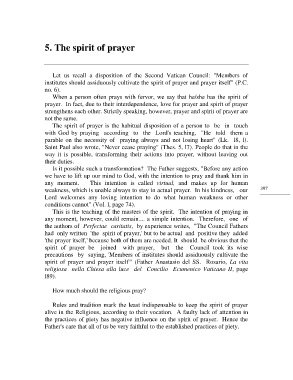 5. The spirit of prayer
Let us recall a disposition of the Second Vatican Council: "Members of
institutes should assiduously cultivate the spirit of prayer and prayer itself" (P.C.
no. 6).
When a person often prays with fervor, we say that he/she has the spirit of
prayer. In fact, due to their independence, love for prayer and spirit of prayer
strengthens each other. Strictly speaking, however, prayer and spirit of prayer are
not the same.
The spirit of prayer is the habitual disposition of a person to be in touch
with God by praying according to the Lord's teaching, "He told them a
parable on the necessity of praying always and not losing heart" (Lk. 18, 1).
Saint Paul also wrote, "Never cease praying" (Thes. 5, 17). People do that in the
way it is possible, transforming their actions into prayer, without leaving out
their duties.
Is it possible such a transformation? The Father suggests, "Before any action
we have to lift up our mind to God, with the intention to pray and thank him in
any moment. This intention is called virtual, and makes up for human
weakness, which is unable always to stay in actual prayer. In his kindness, our
Lord welcomes any loving intention to do what human weakness or other
conditions cannot" (Vol. 1, page 74).
This is the teaching of the masters of the spirit. The intention of praying in
any moment, however, could remain... a simple intention. Therefore, one of
the authors of Perfectae caritatis, by experience writes, "The Council Fathers
had only written 'the spirit of prayer,' but to be actual and positive they added
'the prayer itself,' because both of them are needed. It should be obvious that the
spirit of prayer be joined with prayer, but the Council took its wise
precautions by saying, 'Members of institutes should assiduously cultivate the
spirit of prayer and prayer itself'" (Father Anastasio del SS. Rosario, La vita
religiosa nella Chiesa alla luce del Concilio Ecumenico Vaticano II, page
189).
How much should the religious pray?
Rules and tradition mark the least indispensable to keep the spirit of prayer
alive in the Religious, according to their vocation. A faulty lack of attention in
the practices of piety has negative influence on the spirit of prayer. Hence the
Father's care that all of us be very faithful to the established practices of piety.